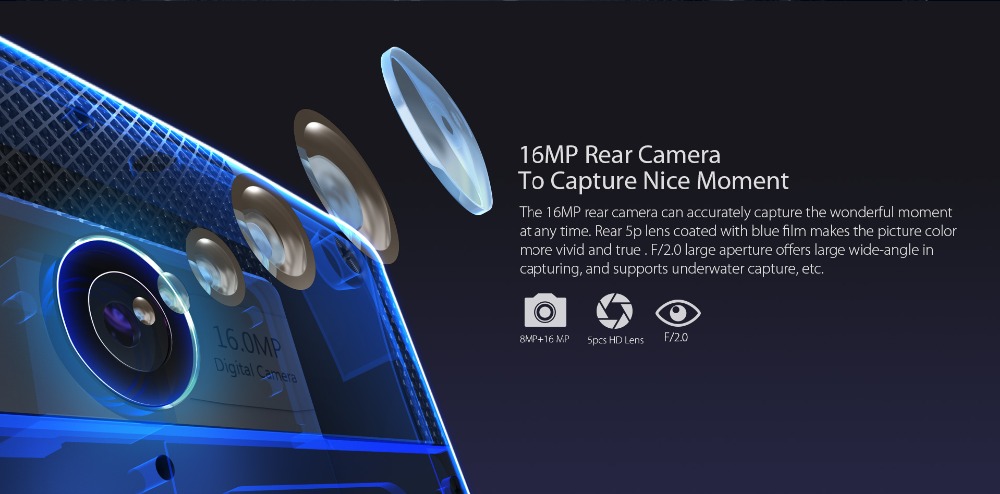 16MP Rear Camera
To Capture Nice Moment
The 16MP rear camera can accurately capture the wonderful moment
at any time. Rear 5p lens coated with blue film makes the picture color
more vivid and true . F/2.0 large aperture offers large wide-angle in
capturing, and supports underwater capture, etc.
8MP+16 MP
5pcs HD Lens
F/2.0
16.0MP
Digital Camera